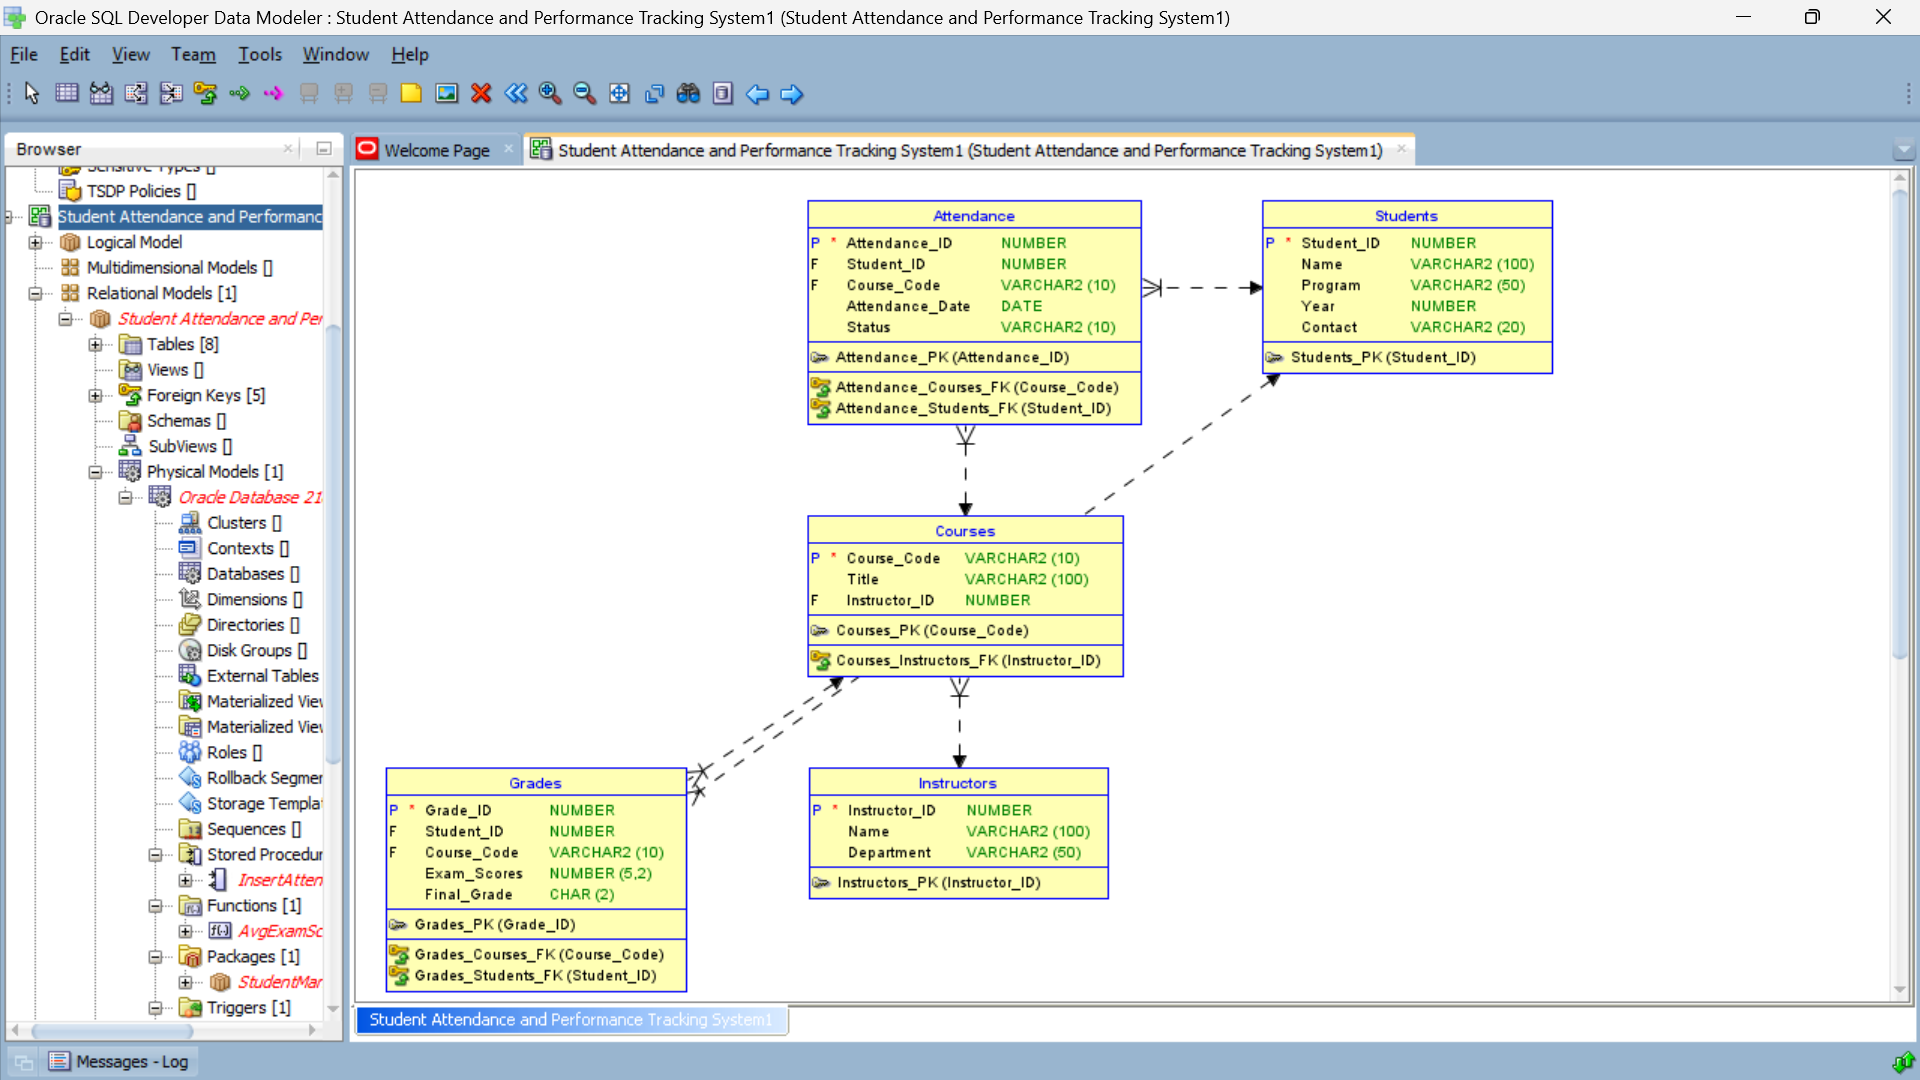 Oracle SQL Developer Data Modeler : Student Attendance and Performance Tracking System1 (Student Attendance and Performance Tracking System1)
File Edit View Team Tools Window Help
Browser
Sensitive Types []
TSDP Policies []
Student Attendance and Performanc
Logical Model
Multidimensional Models []
Relational Models [1]
Student Attendance and Per
Tables [8]
Views []
Foreign Keys [5]
Schemas []
SubViews []
Physical Models [1]
Oracle Database 21
Clusters []
Contexts []
Databases []
Dimensions []
Directories []
Disk Groups []
External Tables
Materialized Vie
Materialized Vie
Roles []
Rollback Segmen
Storage Templa
Sequences []
Stored Procedur
InsertAtten
Functions [1]
AvgExamSc
Packages [1]
StudentMar
Triggers [1]
Welcome Page
Student Attendance and Performance Tracking System1 (Student Attendance and Performance Tracking System1)
Attendance
P * Attendance_ID NUMBER
F Student_ID NUMBER
F Course_Code VARCHAR2 (10)
Attendance_Date DATE
Status VARCHAR2 (10)
Attendance_PK (Attendance_ID)
Attendance_Courses_FK (Course_Code)
Attendance_Students_FK (Student_ID)
Students
P * Student_ID NUMBER
Name VARCHAR2 (100)
Program VARCHAR2 (50)
Year NUMBER
Contact VARCHAR2 (20)
Students_PK (Student_ID)
Courses
P * Course_Code VARCHAR2 (10)
Title VARCHAR2 (100)
F Instructor_ID NUMBER
Courses_PK (Course_Code)
Courses_Instructors_FK (Instructor_ID)
Grades
P * Grade_ID NUMBER
F Student_ID NUMBER
F Course_Code VARCHAR2 (10)
Exam_Scores NUMBER (5,2)
Final_Grade CHAR (2)
Grades_PK (Grade_ID)
Grades_Courses_FK (Course_Code)
Grades_Students_FK (Student_ID)
Instructors
P * Instructor_ID NUMBER
Name VARCHAR2 (100)
Department VARCHAR2 (50)
Instructors_PK (Instructor_ID)
Student Attendance and Performance Tracking System1
Messages - Log